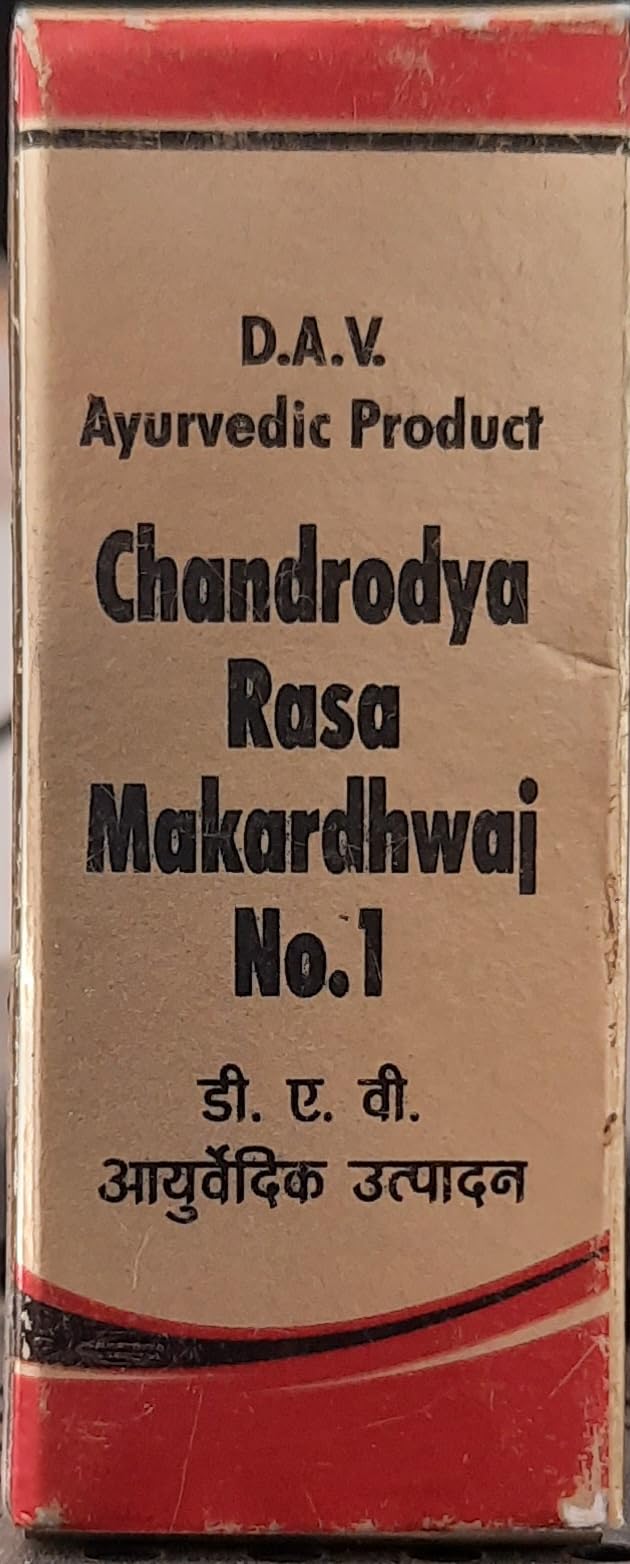 D.A.V.
Ayurvedic Product
Chandrodya
Rasa
Makardhwaj
No.1
डी. ए. वी.
आयुर्वेदिक उत्पादन